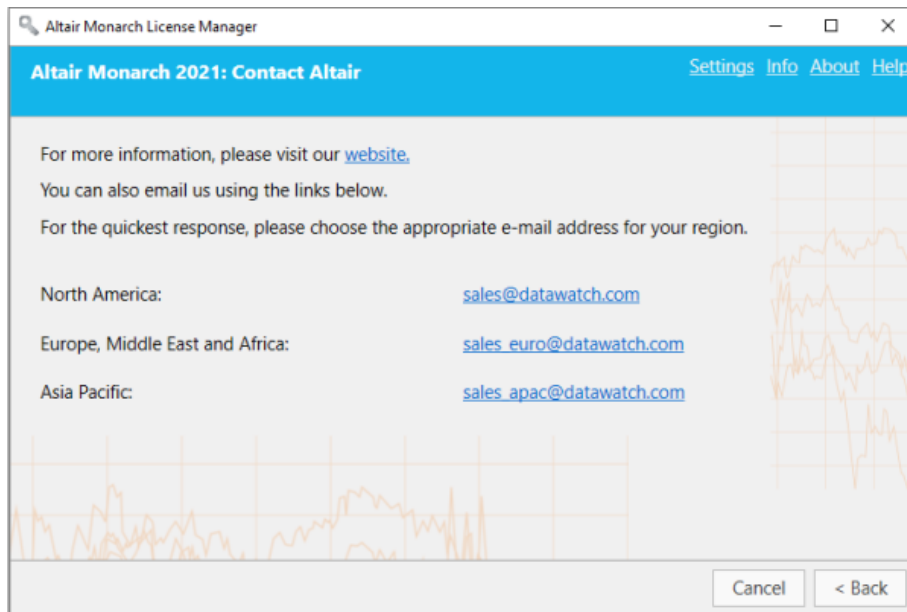 Altair Monarch License Manager
Altair Monarch 2021: Contact Altair
Settings Info About Help
For more information, please visit our website.
You can also email us using the links below.
For the quickest response, please choose the appropriate e-mail address for your region.
North America: sales@datawatch.com
Europe, Middle East and Africa: sales_euro@datawatch.com
Asia Pacific: sales_apac@datawatch.com
Cancel < Back